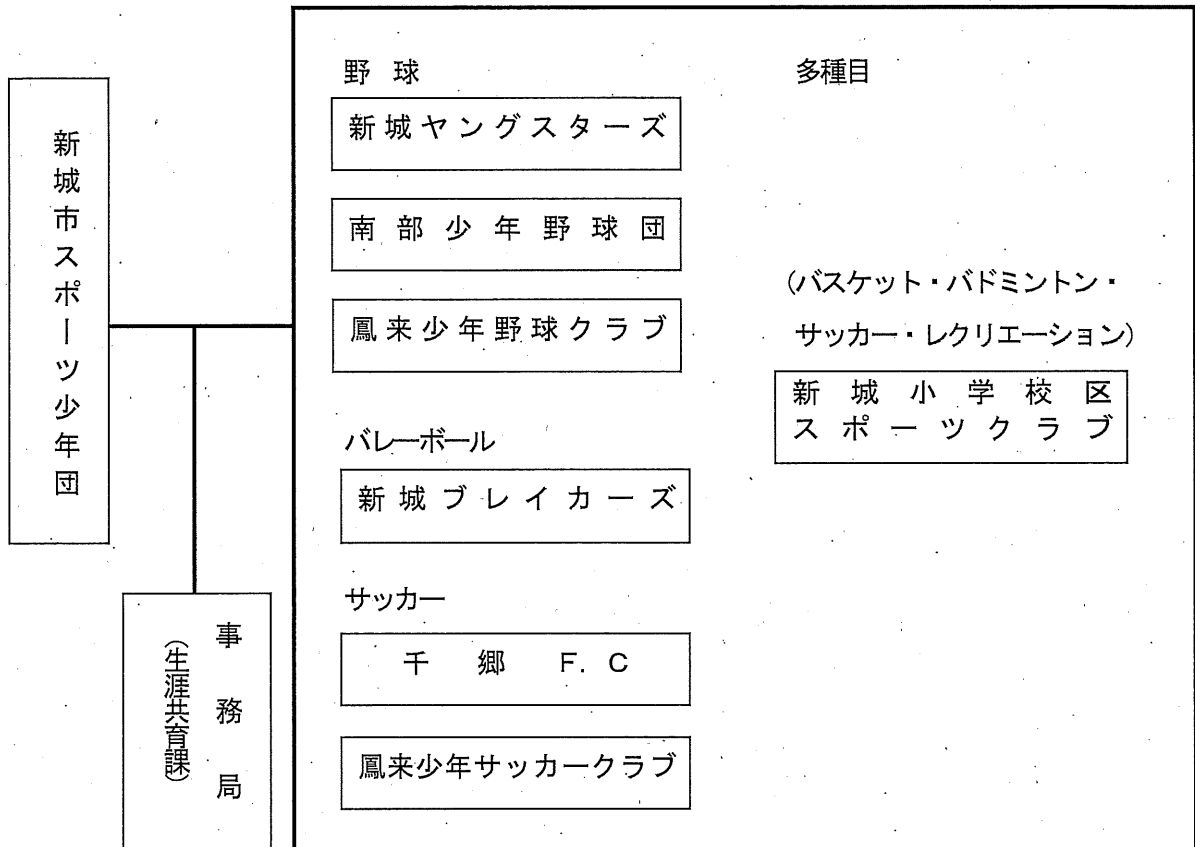 新城市スポーツ少年団
事務局
(生涯共育課)
野 球
新城ヤングスターズ
南部少年野球団
鳳来少年野球クラブ
バレーボール
新城ブレイカーズ
サッカー
千郷 F. C
鳳来少年サッカークラブ
多種目
(バスケット・バドミントン・
サッカー・レクリエーション)
新城小学校区
スポーツクラブ